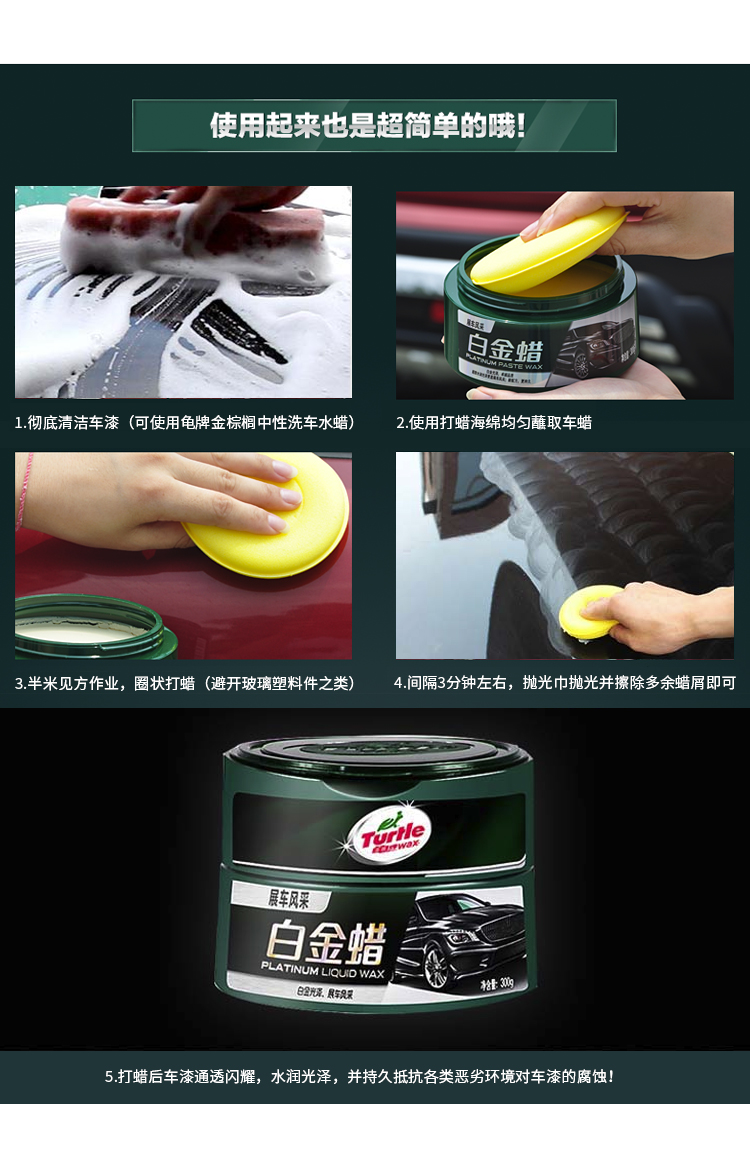 使用起来也是超简单的哦!
展车风采
白金蜡
PLATINUM PASTE WAX
1.彻底清洁车漆（可使用龟牌金棕榈中性洗车水蜡）
2.使用打蜡海绵均匀蘸取车蜡
3.半米见方作业，圈状打蜡（避开玻璃塑料件之类）
4.间隔3分钟左右，抛光巾抛光并擦除多余蜡屑即可
Turtle
wax
展车风采
白金蜡
PLATINUM LIQUID WAX
白金光泽、展车风采
净含量: 300g
5.打蜡后车漆通透闪耀，水润光泽，并持久抵抗各类恶劣环境对车漆的腐蚀!